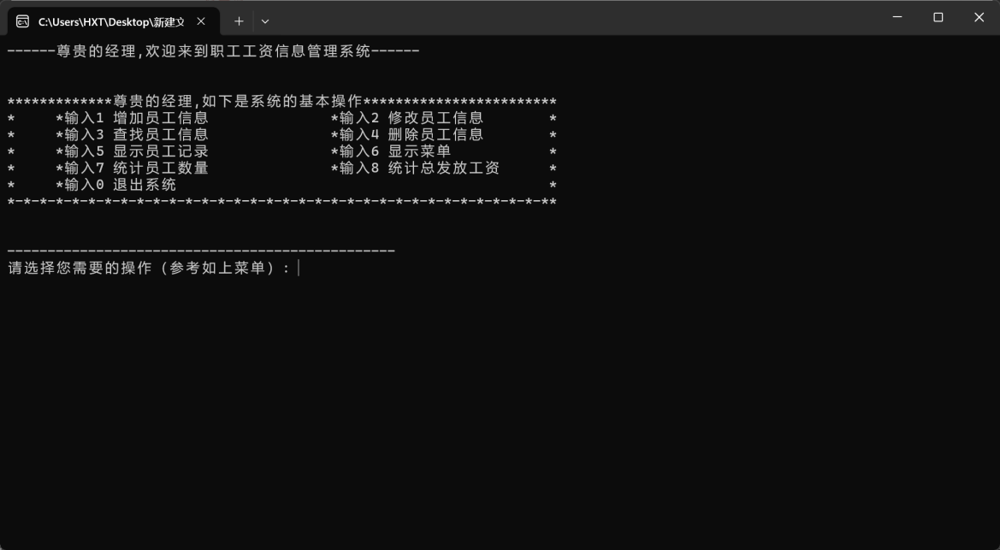 C:\Users\HXT\Desktop\新建文
------尊贵的经理,欢迎来到职工工资信息管理系统------
*************尊贵的经理,如下是系统的基本操作************************
*     *输入1 增加员工信息               *输入2 修改员工信息        *
*     *输入3 查找员工信息               *输入4 删除员工信息        *
*     *输入5 显示员工记录               *输入6 显示菜单            *
*     *输入7 统计员工数量               *输入8 统计总发放工资      *
*     *输入0 退出系统                                              *
*-*-*-*-*-*-*-*-*-*-*-*-*-*-*-*-*-*-*-*-*-*-*-*-*-*-*-*-*-*-*-*-*-**
------------------------------------------------
请选择您需要的操作（参考如上菜单）: